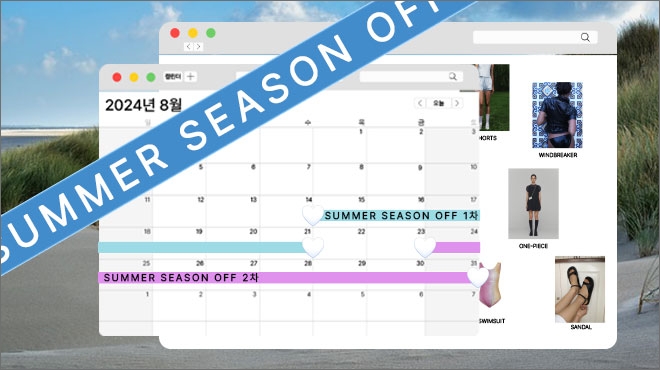 SUMMER SEASON OFF
캘린더
2024년 8월
오늘
일 수 목 금 토
1 2 3
5 6 7 8 9 10
11 12 13 14 15 16 17
SUMMER SEASON OFF 1차
18 19 20 21 22 23 24
25 26 27 28 29 30 31
SUMMER SEASON OFF 2차
1 2 3 4 5 6 7
HORTS
WINDBREAKER
ONE-PIECE
SWIMSUIT
SANDAL